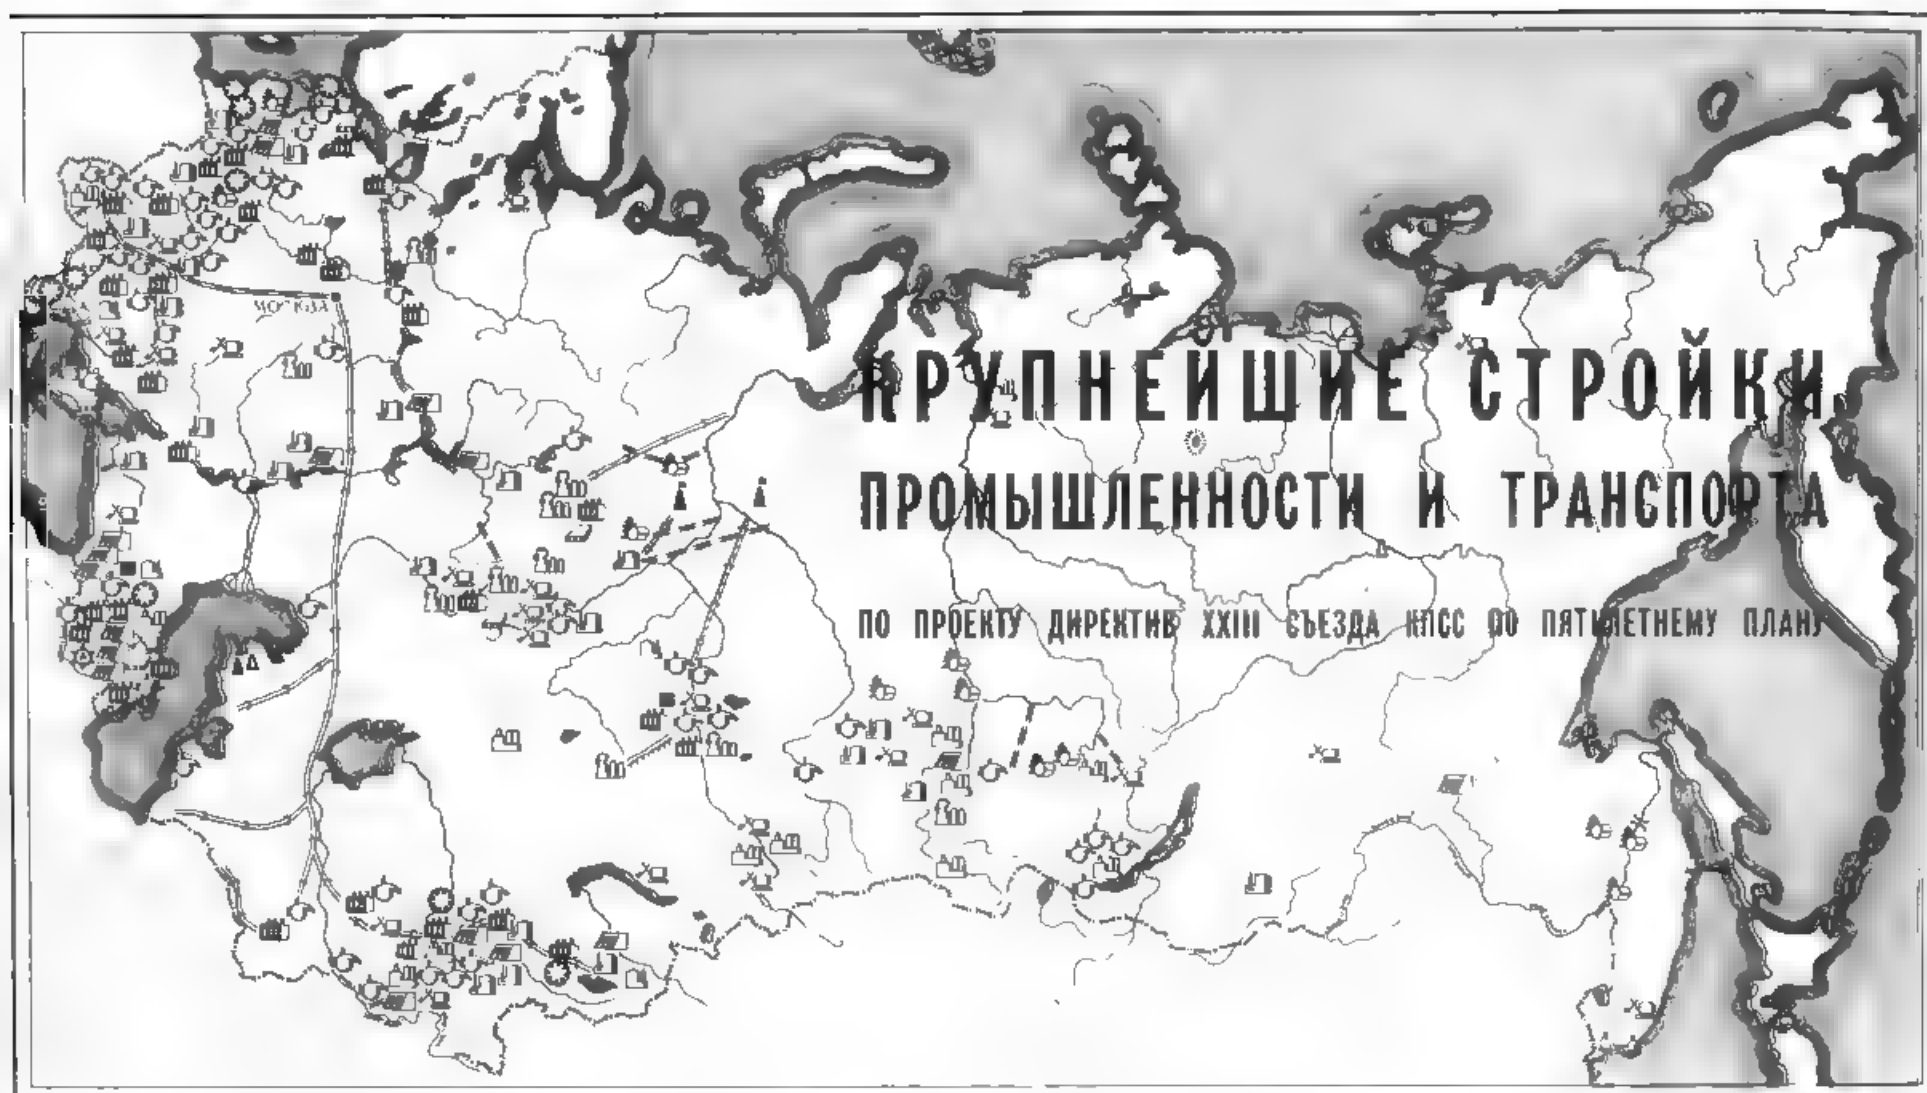 КРУПНЕЙШИЕ СТРОЙКИ
ПРОМЫШЛЕННОСТИ И ТРАНСПОРТА
ПО ПРОЕКТУ ДИРЕКТИВ XXIII СЪЕЗДА КПСС ПО ПЯТИЛЕТНЕМУ ПЛАНУ
МОСКВА